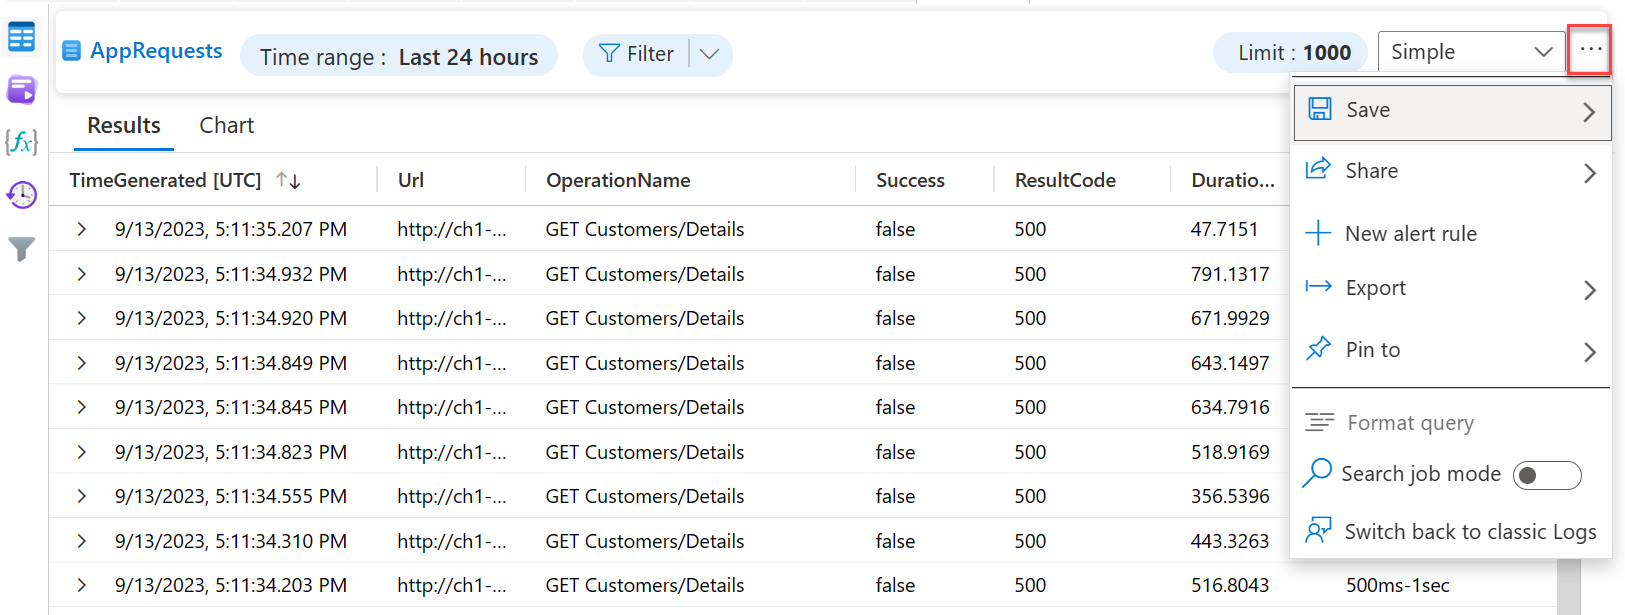 AppRequests Time range : Last 24 hours Filter Limit : 1000 Simple ...
Save
Results Chart
Share
TimeGenerated [UTC] ↑↓ Url OperationName Success ResultCode Duratio...
9/13/2023, 5:11:35.207 PM http://ch1-... GET Customers/Details false 500 47.7151
New alert rule
9/13/2023, 5:11:34.932 PM http://ch1-... GET Customers/Details false 500 791.1317
Export
9/13/2023, 5:11:34.920 PM http://ch1-... GET Customers/Details false 500 671.9929
Pin to
9/13/2023, 5:11:34.849 PM http://ch1-... GET Customers/Details false 500 643.1497
9/13/2023, 5:11:34.845 PM http://ch1-... GET Customers/Details false 500 634.7916
Format query
9/13/2023, 5:11:34.823 PM http://ch1-... GET Customers/Details false 500 518.9169
Search job mode
9/13/2023, 5:11:34.555 PM http://ch1-... GET Customers/Details false 500 356.5396
Switch back to classic Logs
9/13/2023, 5:11:34.310 PM http://ch1-... GET Customers/Details false 500 443.3263
9/13/2023, 5:11:34.203 PM http://ch1-... GET Customers/Details false 500 516.8043 500ms-1sec
{fx}